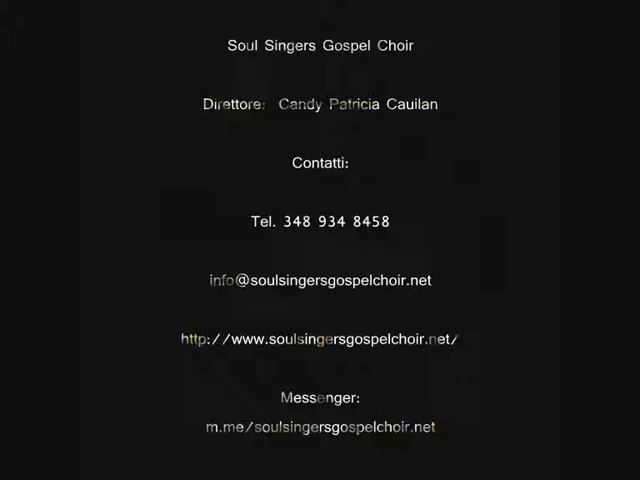 Soul Singers Gospel Choir
Direttore: Candy Patricia Cauilan
Contatti:
Tel. 348 934 8458
info@soulsingersgospelchoir.net
http://www.soulsingersgospelchoir.net/
Messenger:
m.me/soulsingersgospelchoir.net